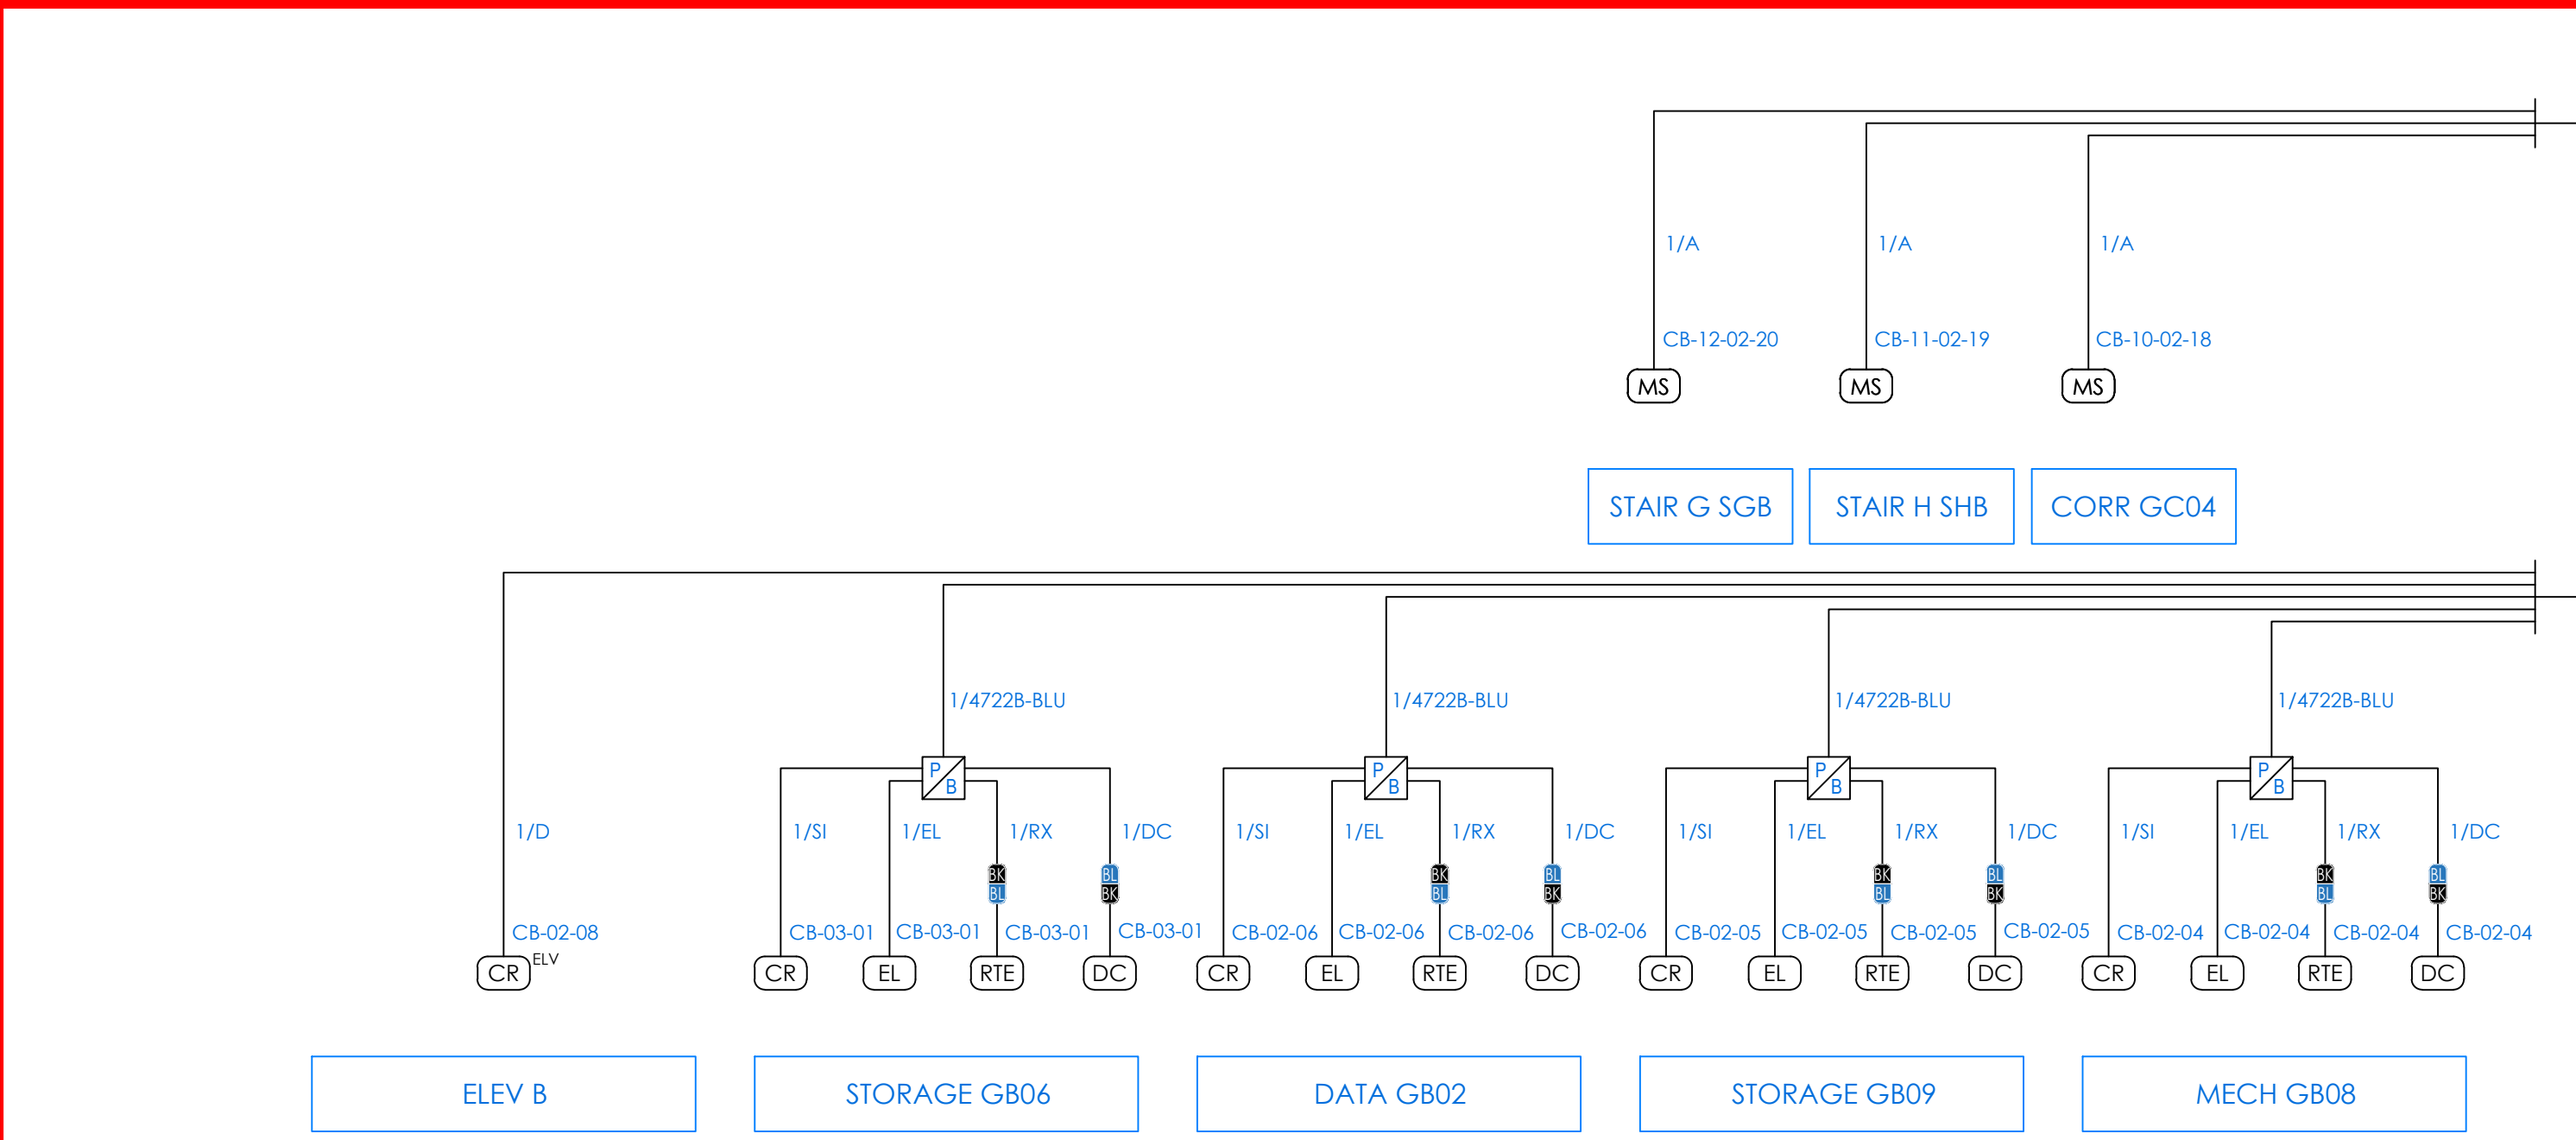 1/A 1/A 1/A
CB-12-02-20 CB-11-02-19 CB-10-02-18
MS MS MS
STAIR G SGB STAIR H SHB CORR GC04
1/4722B-BLU 1/4722B-BLU 1/4722B-BLU 1/4722B-BLU
P B P B P B P B
1/D 1/SI 1/EL 1/RX 1/DC 1/SI 1/EL 1/RX 1/DC 1/SI 1/EL 1/RX 1/DC 1/SI 1/EL 1/RX 1/DC
BK BL BK BL BK BL BK BL
BL BK BL BK BL BK BL BK
CB-02-08 CB-03-01 CB-03-01 CB-03-01 CB-03-01 CB-02-06 CB-02-06 CB-02-06 CB-02-06 CB-02-05 CB-02-05 CB-02-05 CB-02-05 CB-02-04 CB-02-04 CB-02-04 CB-02-04
CR ELV CR EL RTE DC CR EL RTE DC CR EL RTE DC CR EL RTE DC
ELEV B STORAGE GB06 DATA GB02 STORAGE GB09 MECH GB08